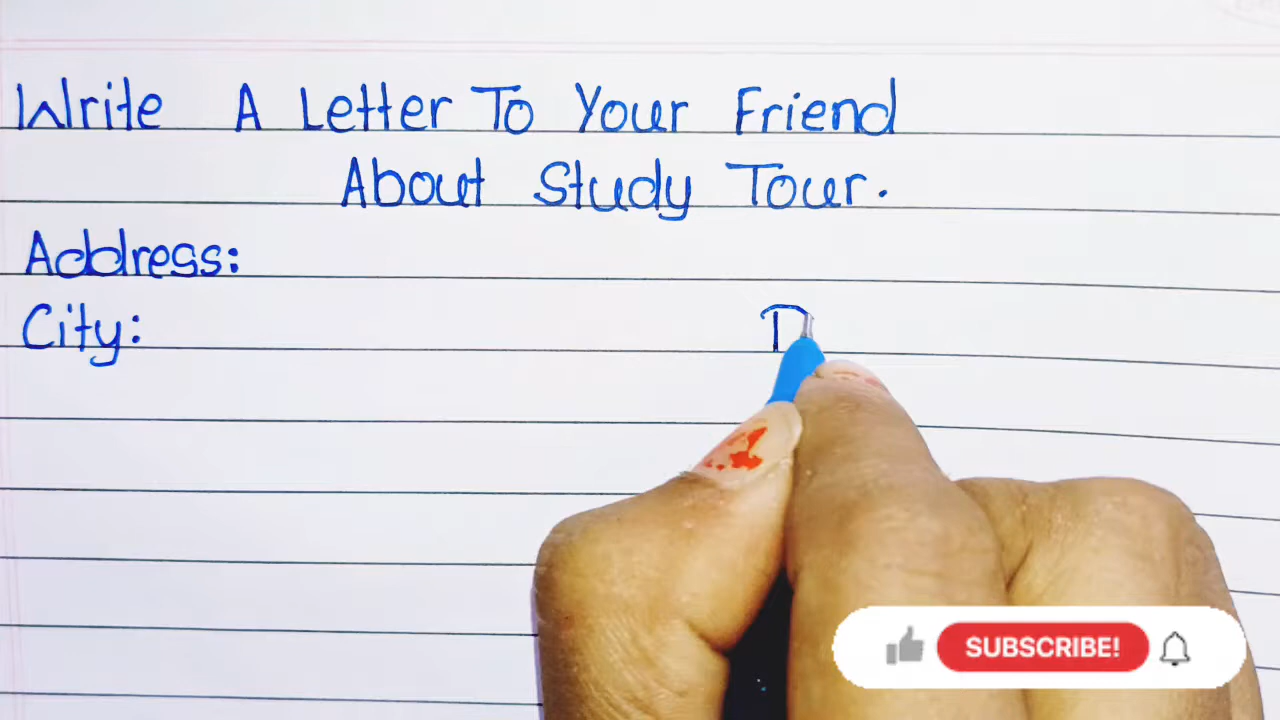 Write A Letter To Your Friend
About Study Tour.
Address:
City: D
SUBSCRIBE!